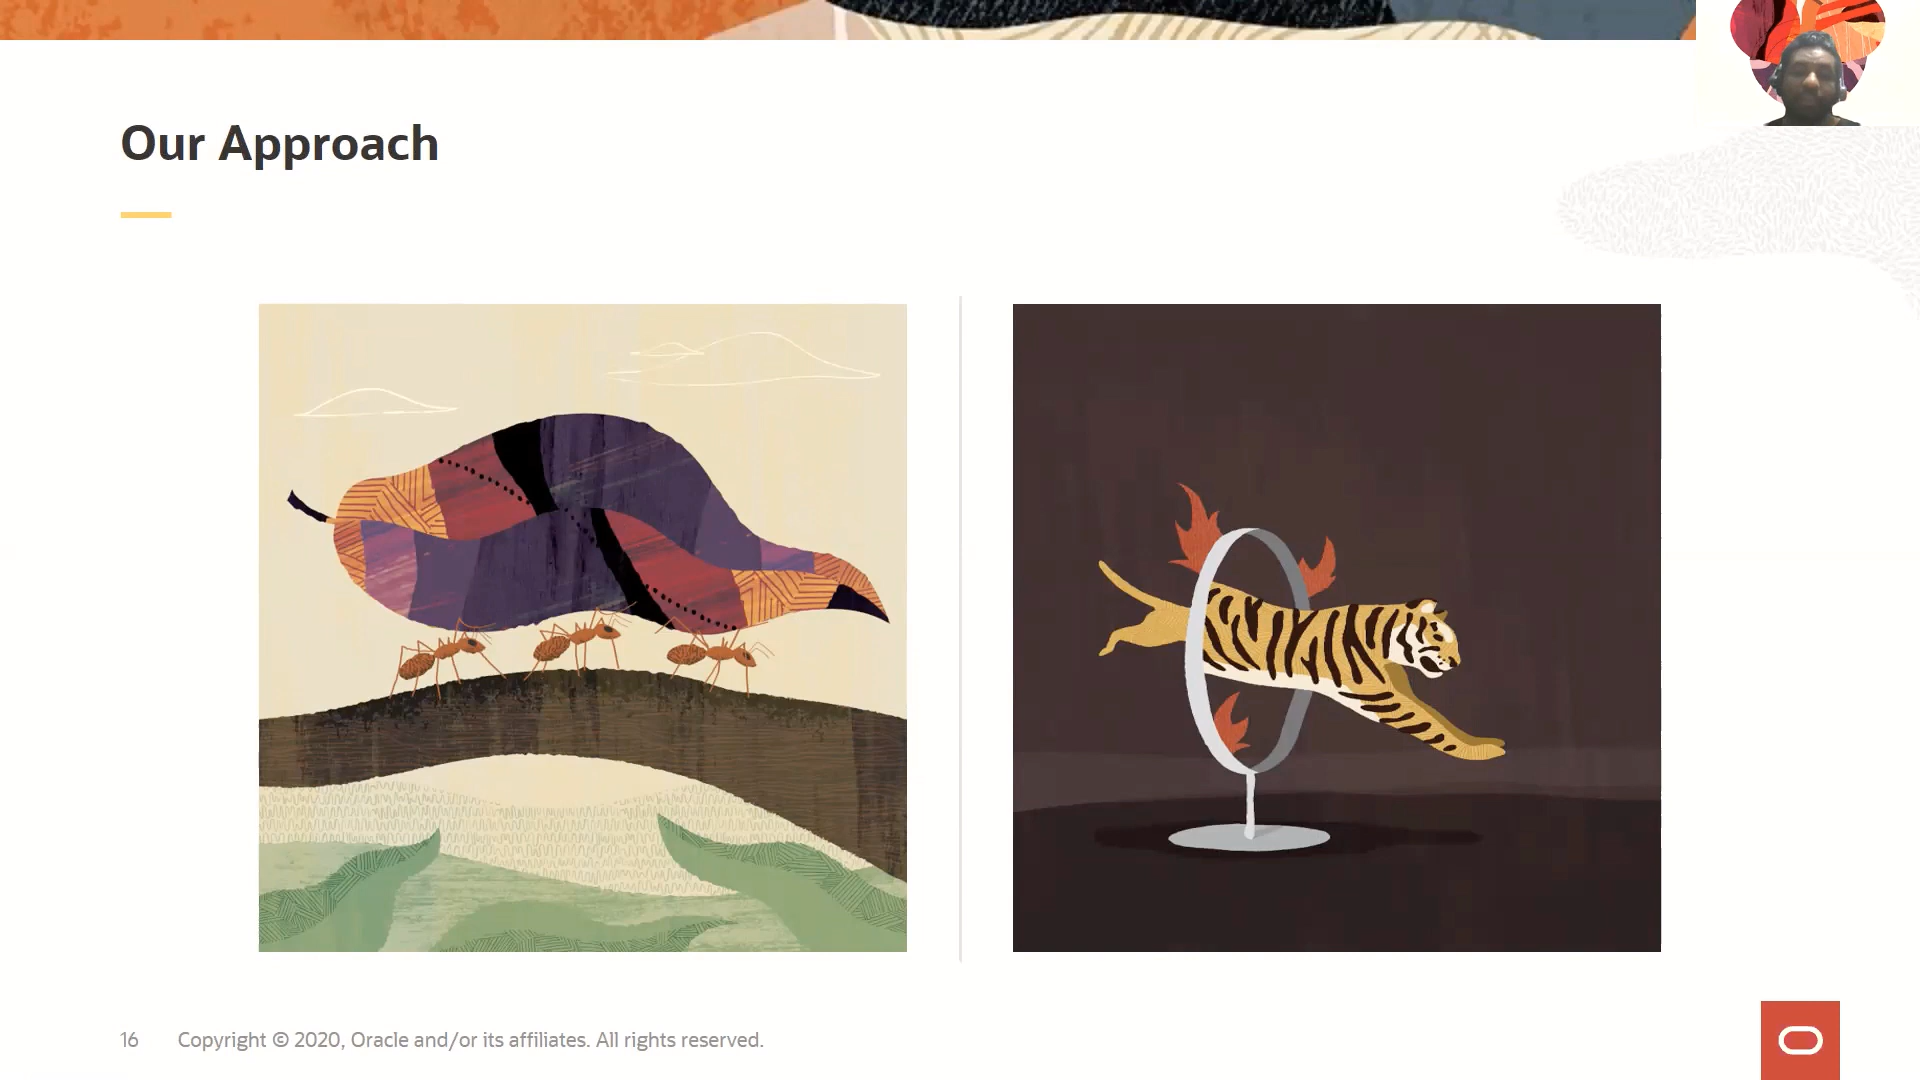 Our Approach
16 Copyright © 2020, Oracle and/or its affiliates. All rights reserved.